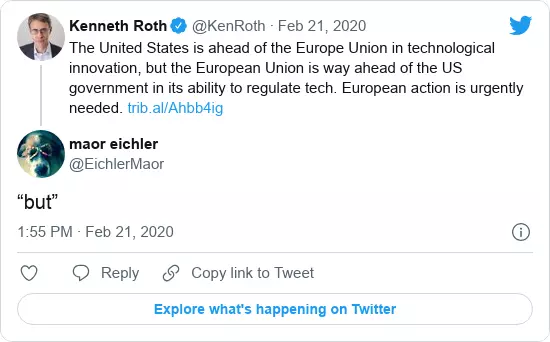 Kenneth Roth @KenRoth · Feb 21, 2020
The United States is ahead of the Europe Union in technological
innovation, but the European Union is way ahead of the US
government in its ability to regulate tech. European action is urgently
needed. trib.al/Ahbb4ig
maor eichler
@EichlerMaor
“but”
1:55 PM · Feb 21, 2020
Reply Copy link to Tweet
Explore what's happening on Twitter